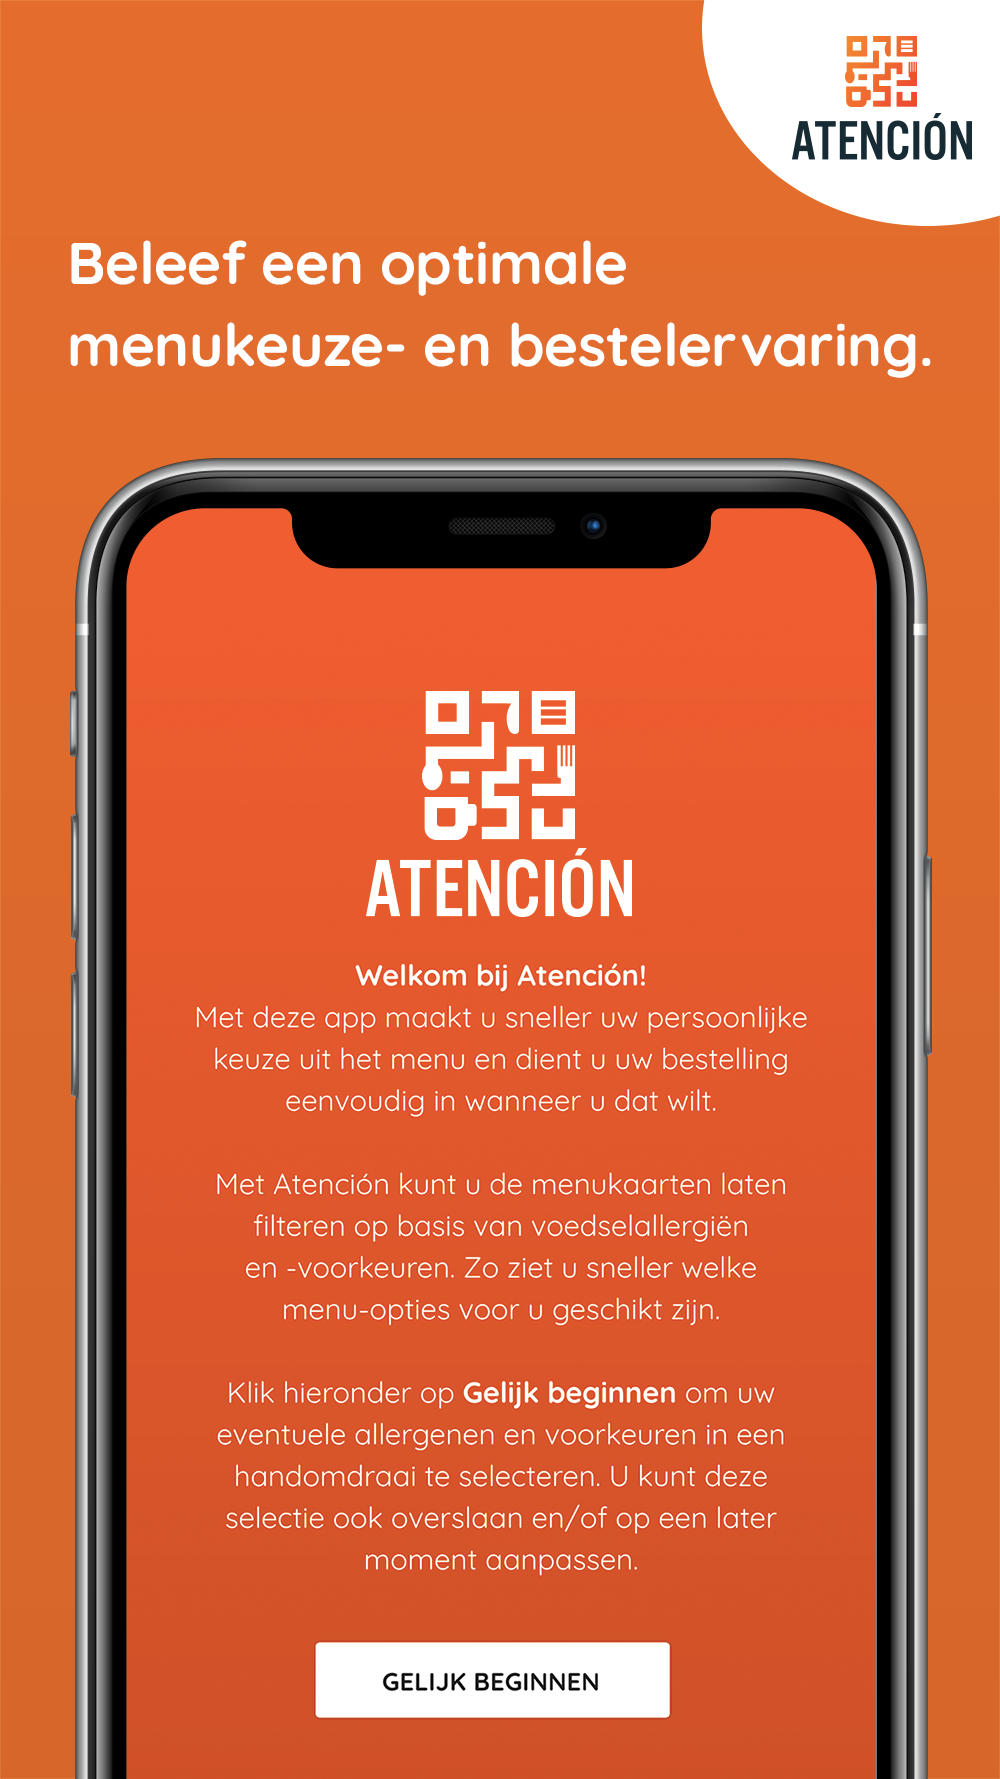 ATENCIÓN
Beleef een optimale
menukeuze- en bestelervaring.
ATENCIÓN
Welkom bij Atención!
Met deze app maakt u sneller uw persoonlijke
keuze uit het menu en dient u uw bestelling
eenvoudig in wanneer u dat wilt.
Met Atención kunt u de menukaarten laten
filteren op basis van voedselallergiën
en -voorkeuren. Zo ziet u sneller welke
menu-opties voor u geschikt zijn.
Klik hieronder op Gelijk beginnen om uw
eventuele allergenen en voorkeuren in een
handomdraai te selecteren. U kunt deze
selectie ook overslaan en/of op een later
moment aanpassen.
GELIJK BEGINNEN